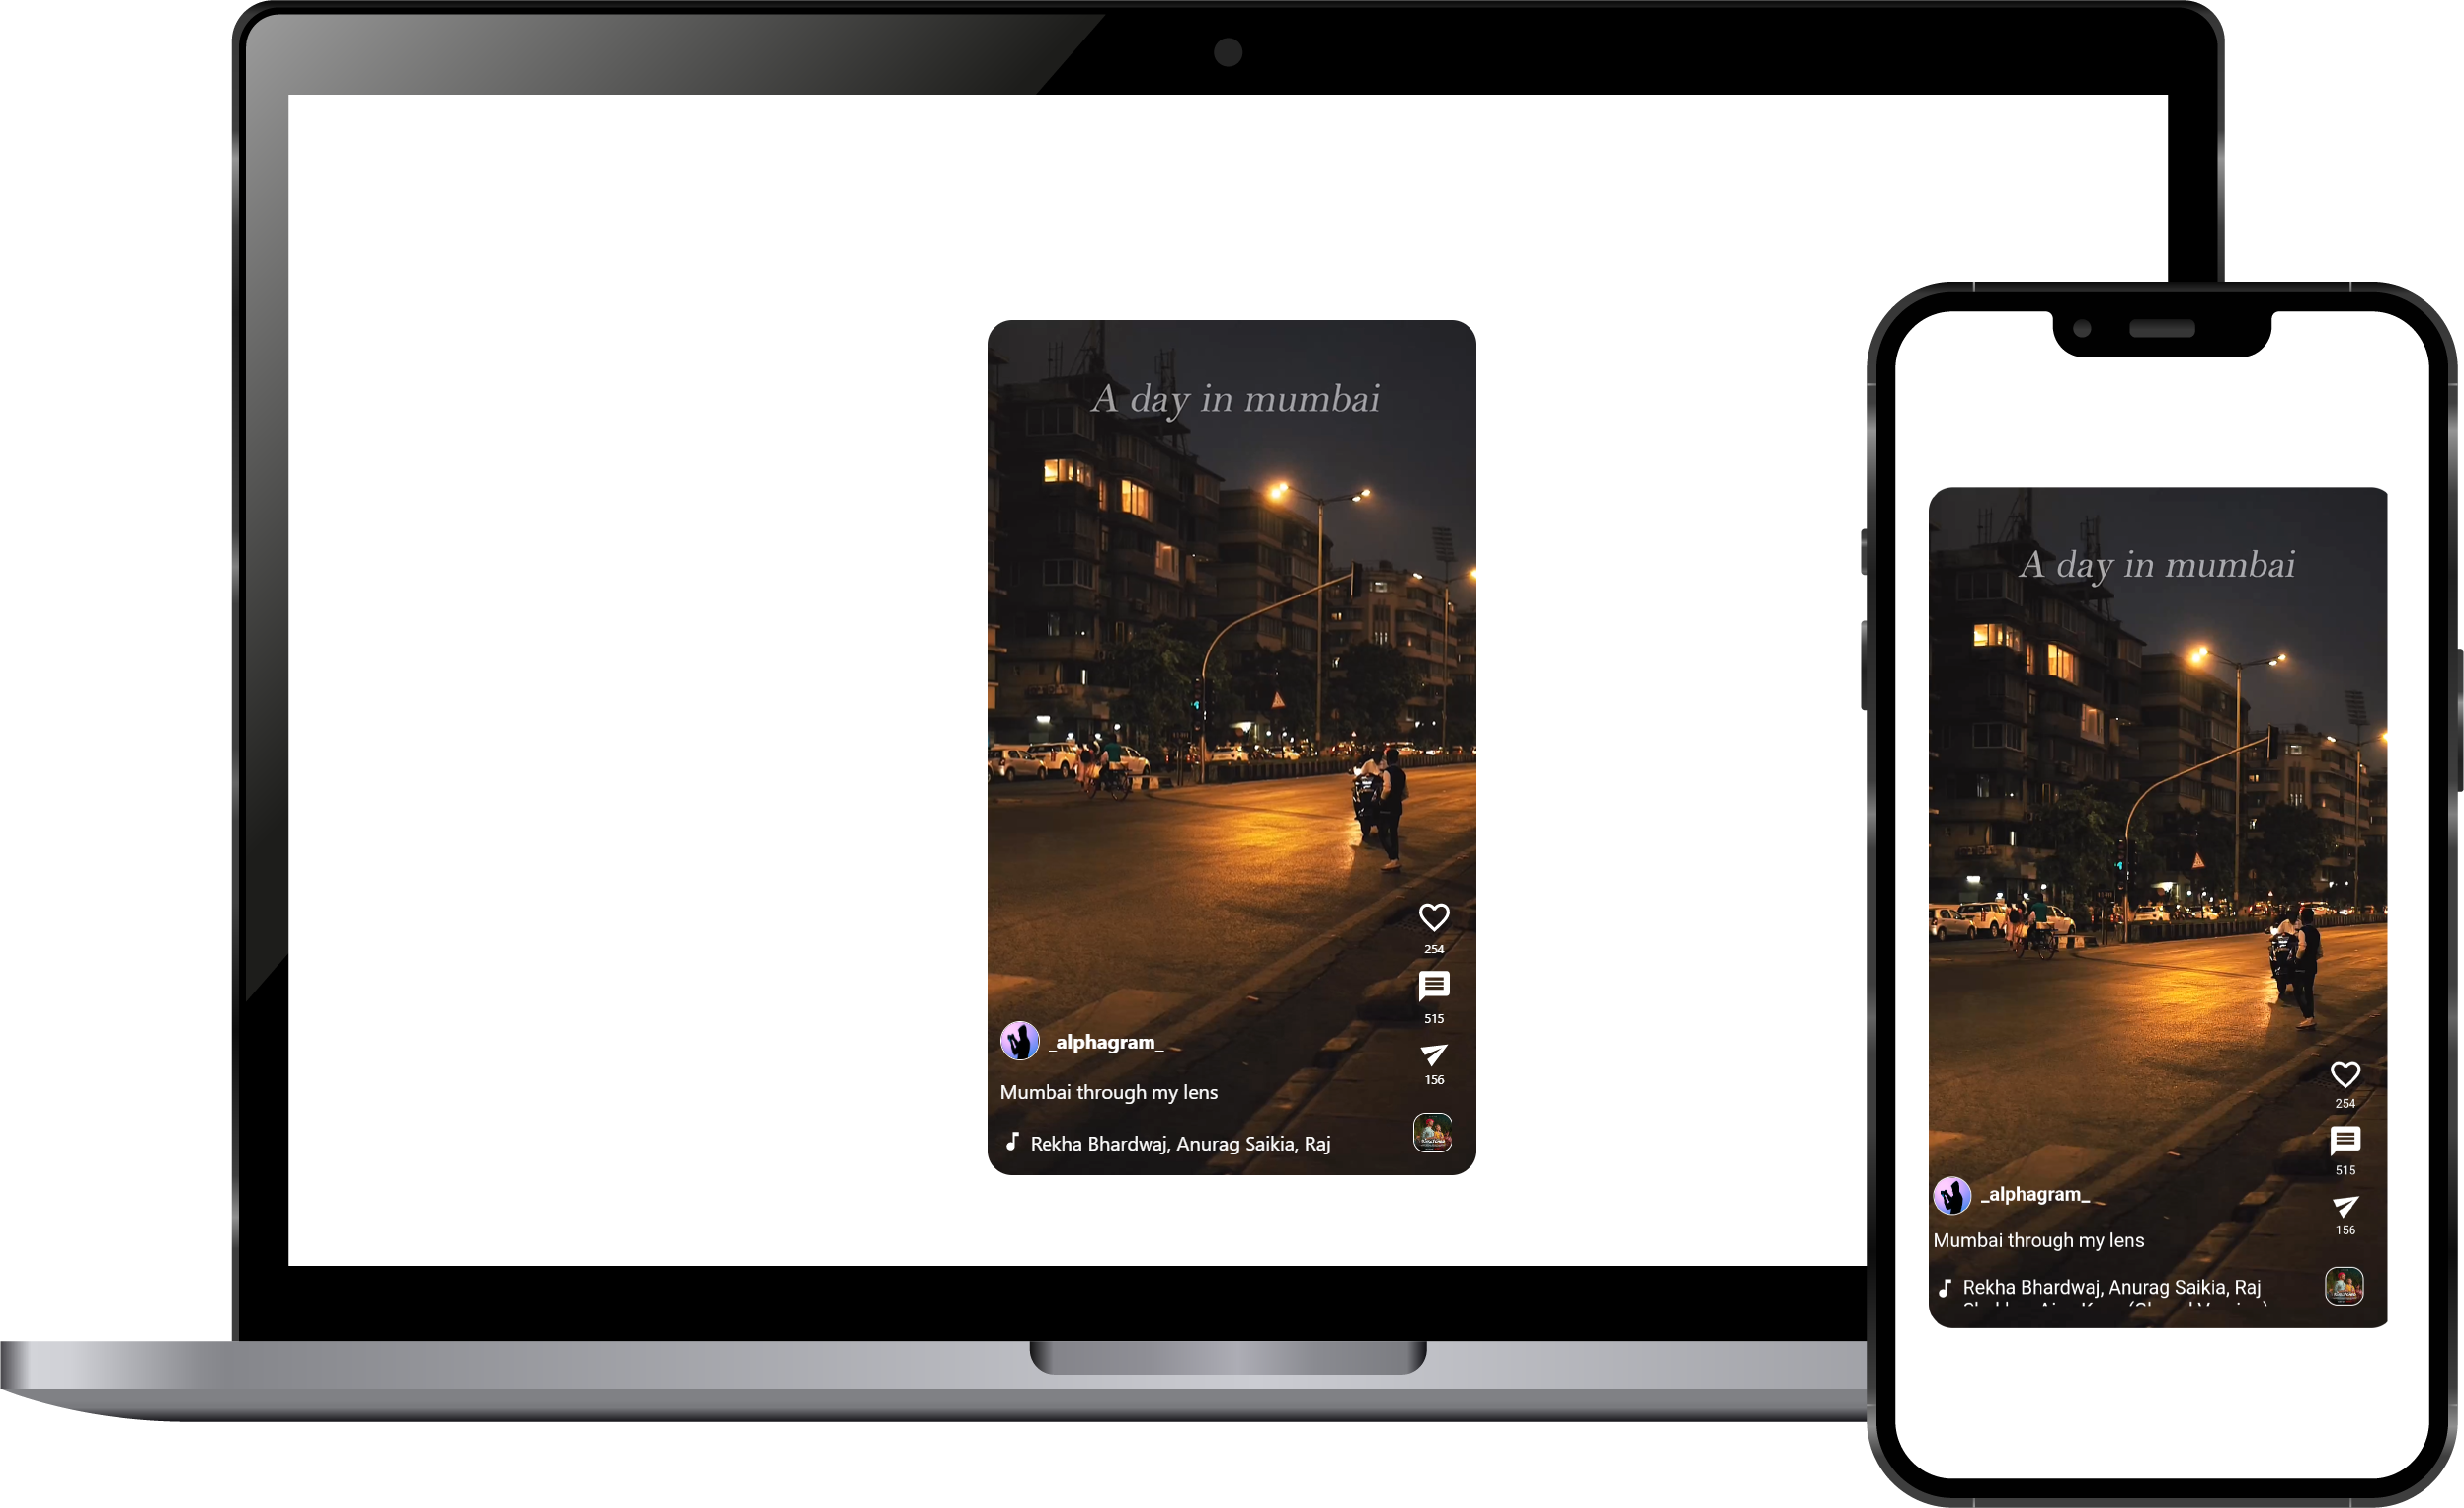 A day in mumbai
254
515
156
_alphagram_
Mumbai through my lens
Rekha Bhardwaj, Anurag Saikia, Raj
A day in mumbai
254
515
156
_alphagram_
Mumbai through my lens
Rekha Bhardwaj, Anurag Saikia, Raj